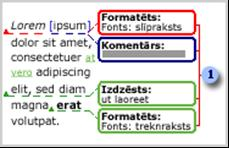 Lorem [ipsum]
dolor sit amet,
consectetuer at
vero adipiscing
elit, sed diam
magna, erat
volutpat.
Formatēts:
Fonts: slīpraksts
Komentārs:
Izdzēsts:
ut laoreet
Formatēts:
Fonts: treknraksts
1